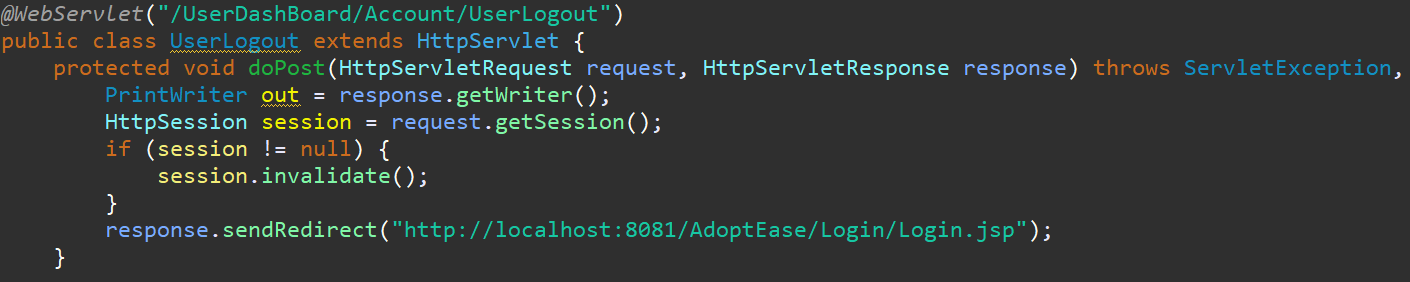 @WebServlet("/UserDashBoard/Account/UserLogout")
public class UserLogout extends HttpServlet {
    protected void doPost(HttpServletRequest request, HttpServletResponse response) throws ServletException,
        PrintWriter out = response.getWriter();
        HttpSession session = request.getSession();
        if (session != null) {
            session.invalidate();
        }
        response.sendRedirect("http://localhost:8081/AdoptEase/Login/Login.jsp");
    }